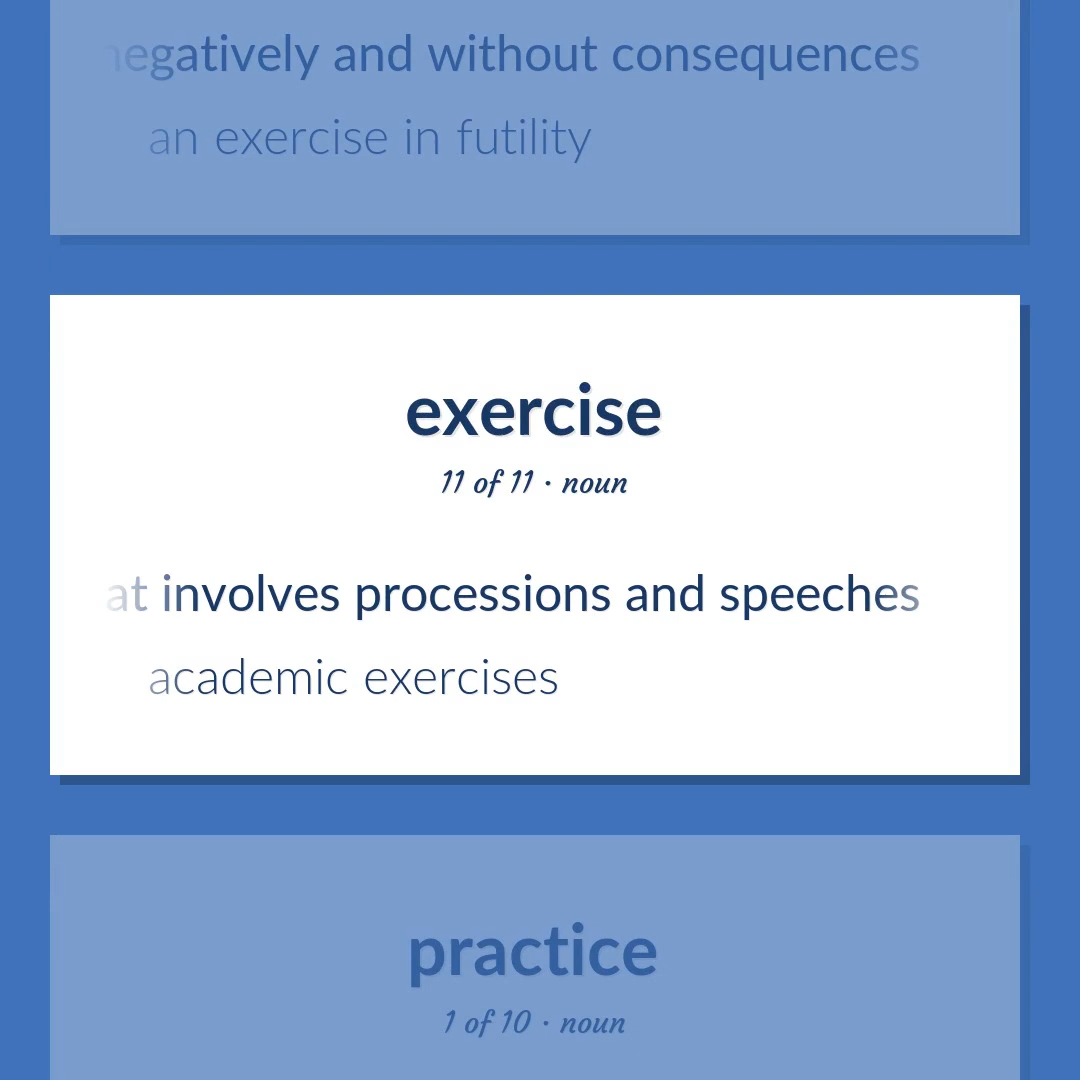 negatively and without consequences
an exercise in futility
exercise
11 of 11 · noun
at involves processions and speeches
academic exercises
practice
1 of 10 · noun